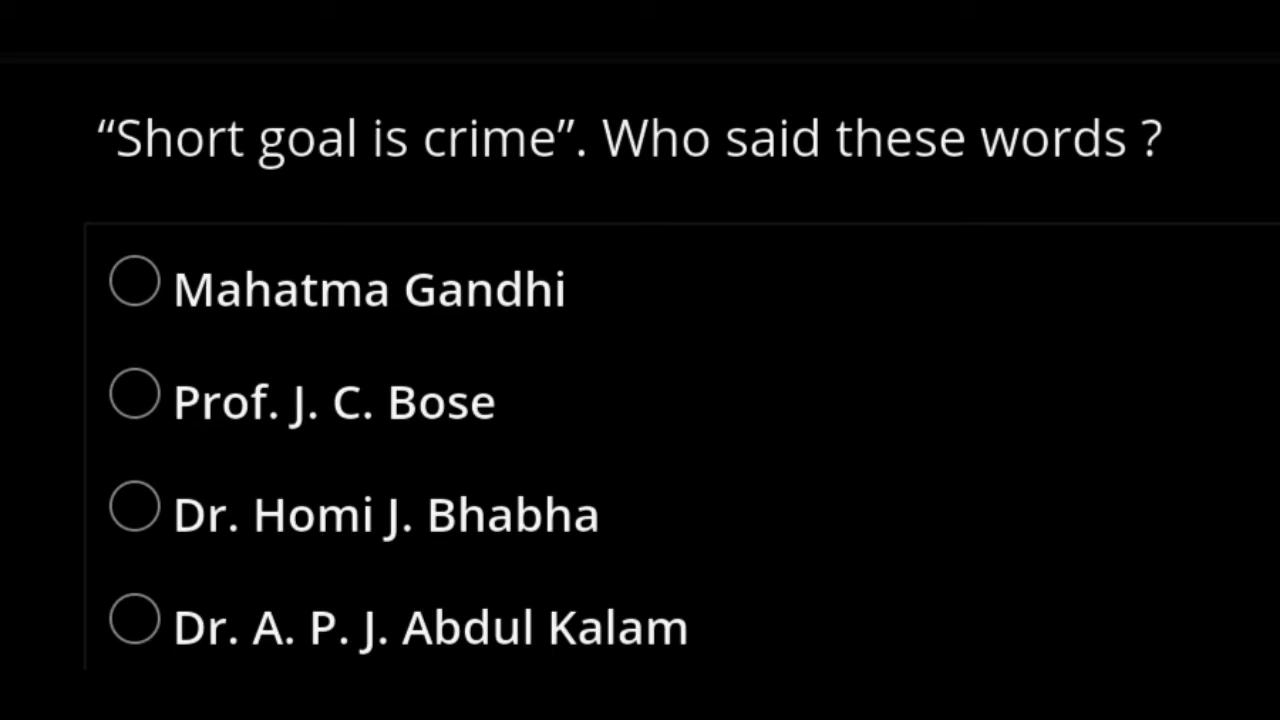 “Short goal is crime”. Who said these words ?
Mahatma Gandhi
Prof. J. C. Bose
Dr. Homi J. Bhabha
Dr. A. P. J. Abdul Kalam